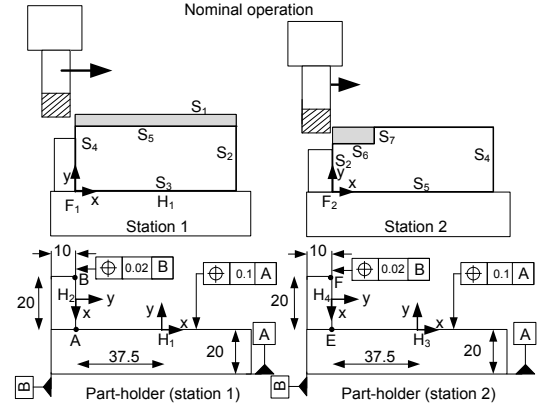 Nominal operation
S1
S4
S5
S2
y
S3
F1
x
H1
Station 1
S7
S2
S6
S4
y
S5
F2
x
Station 2
10
B
⌖ 0.02 B
⌖ 0.1 A
20
H2
y
x
A
y
H1
x
37.5
20
A
B
Part-holder (station 1)
10
F
⌖ 0.02 B
⌖ 0.1 A
20
H4
y
x
E
y
H3
x
37.5
20
A
B
Part-holder (station 2)